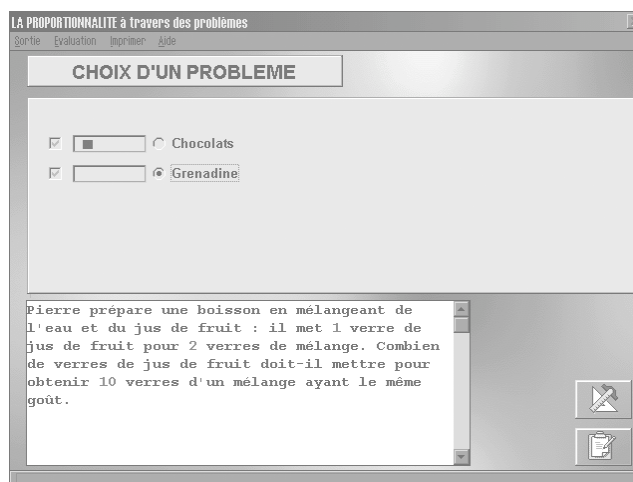 LA PROPORTIONNALITE à travers des problèmes
Sortie Evaluation Imprimer Aide
CHOIX D'UN PROBLEME
Chocolats
Grenadine
Pierre prépare une boisson en mélangeant de
l'eau et du jus de fruit : il met 1 verre de
jus de fruit pour 2 verres de mélange. Combien
de verres de jus de fruit doit-il mettre pour
obtenir 10 verres d'un mélange ayant le même
goût.